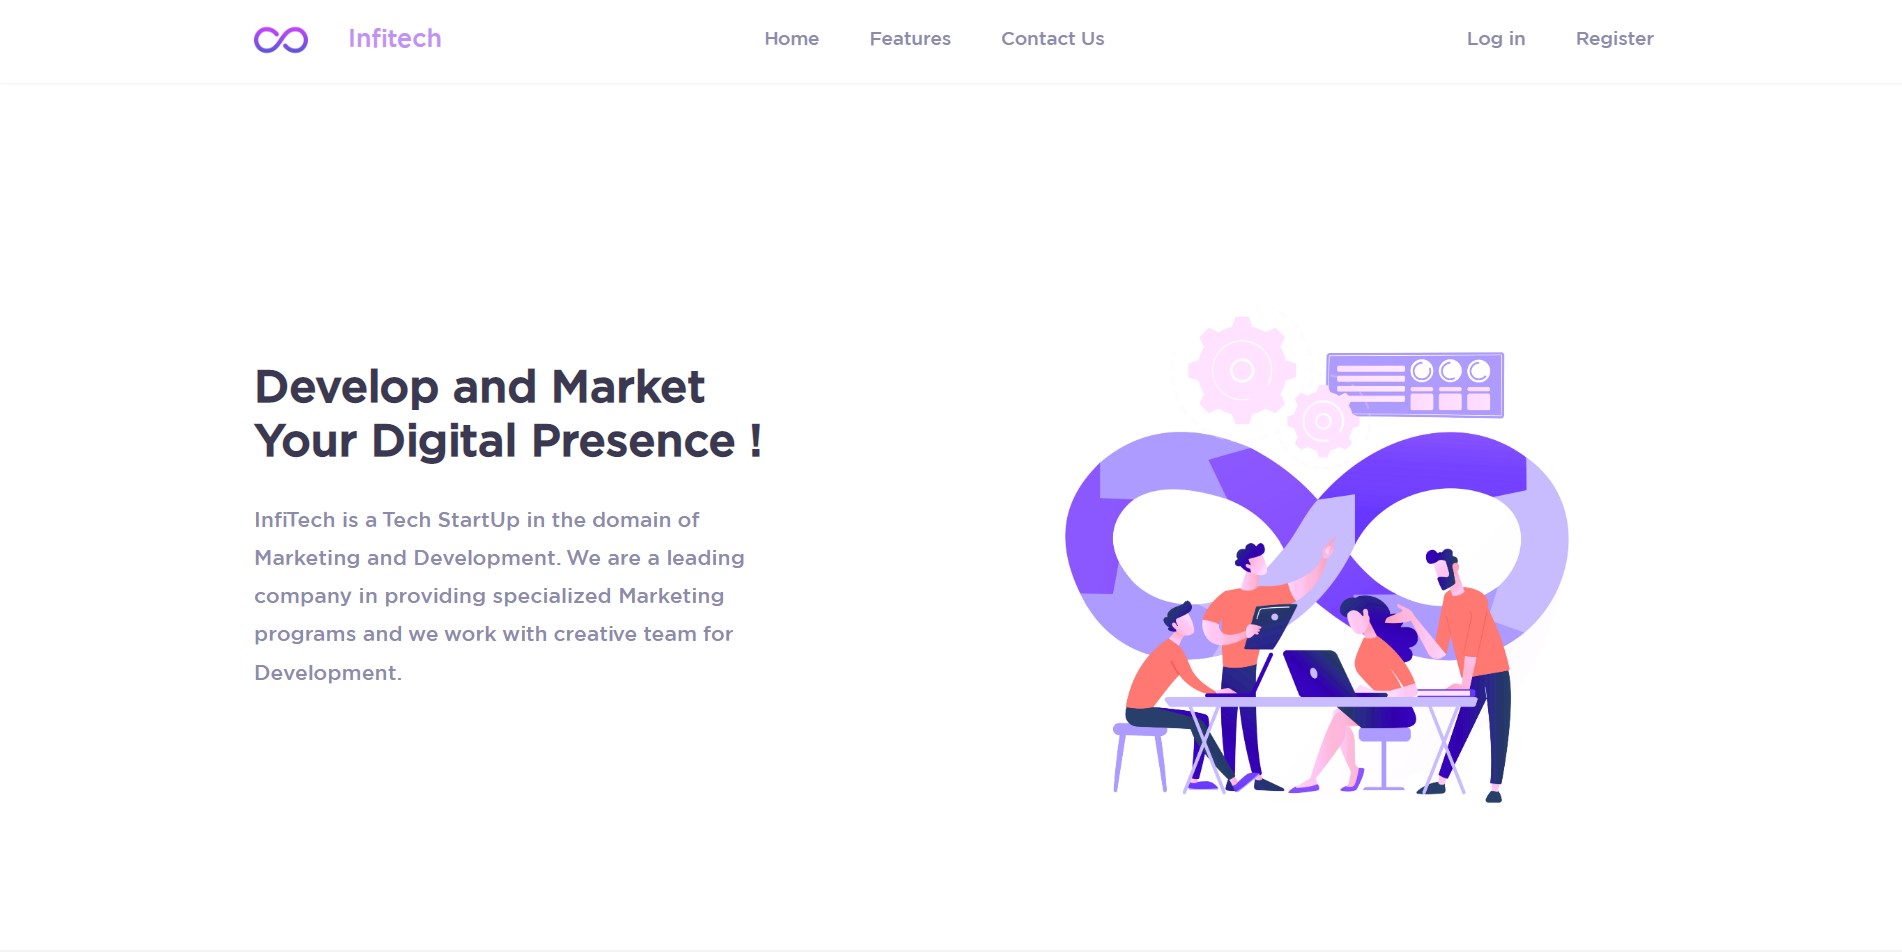 Infitech
Home Features Contact Us
Log in Register
Develop and Market
Your Digital Presence !
InfiTech is a Tech StartUp in the domain of
Marketing and Development. We are a leading
company in providing specialized Marketing
programs and we work with creative team for
Development.